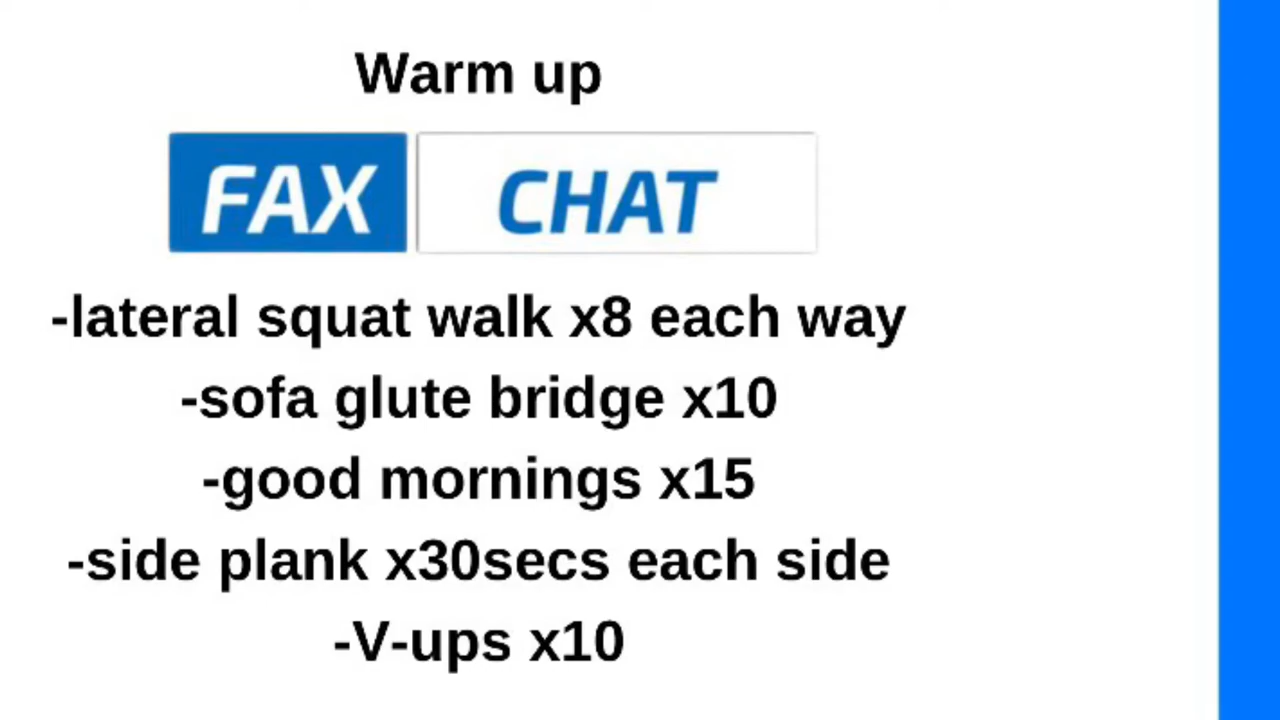 Warm up
FAX CHAT
-lateral squat walk x8 each way
-sofa glute bridge x10
-good mornings x15
-side plank x30secs each side
-V-ups x10